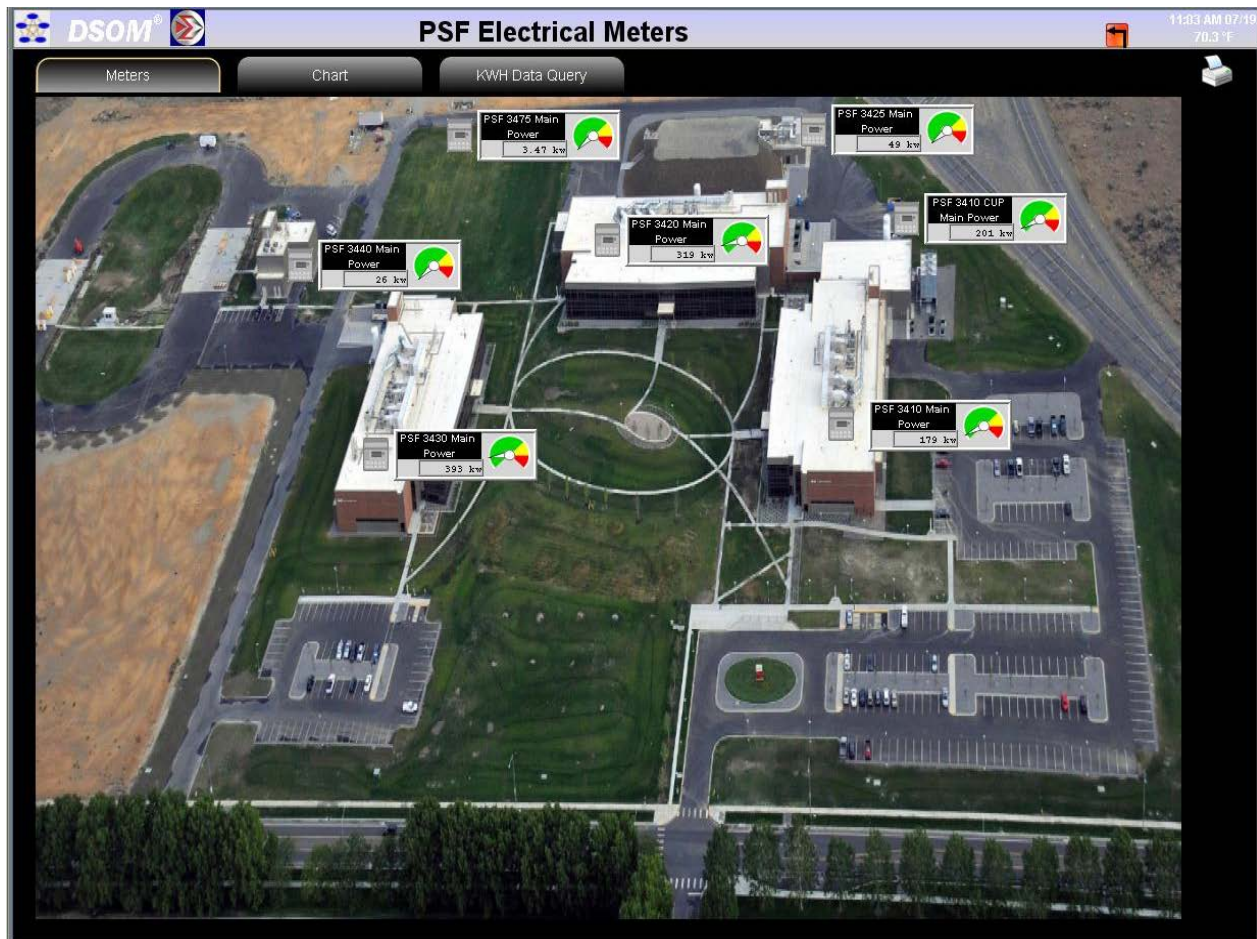 DSOM®
PSF Electrical Meters
11:03 AM 07/19
70.3 °F
Meters
Chart
KWH Data Query
PSF 3475 Main
Power
3.47 kw
PSF 3425 Main
Power
49 kw
PSF 3410 CUP
Main Power
201 kw
PSF 3420 Main
Power
319 kw
PSF 3440 Main
Power
26 kw
PSF 3410 Main
Power
179 kw
PSF 3430 Main
Power
393 kw